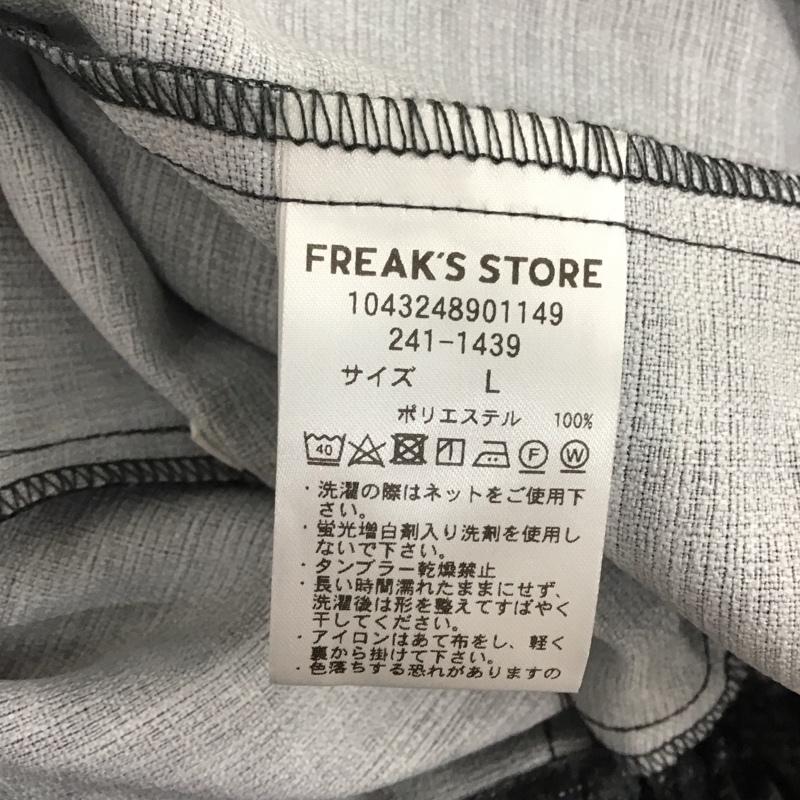 FREAK'S STORE
1043248901149
241-1439
サイズ L
ポリエステル 100%
40 F W
・洗濯の際はネットをご使用下
さい。
・蛍光増白剤入り洗剤を使用し
ないで下さい。
・タンブラー乾燥禁止
・長い時間濡れたままにせず、
洗濯後は形を整えてすばやく
干してください。
・アイロンはあて布をし、軽く
裏から掛けて下さい。
・色落ちする恐れがありますの